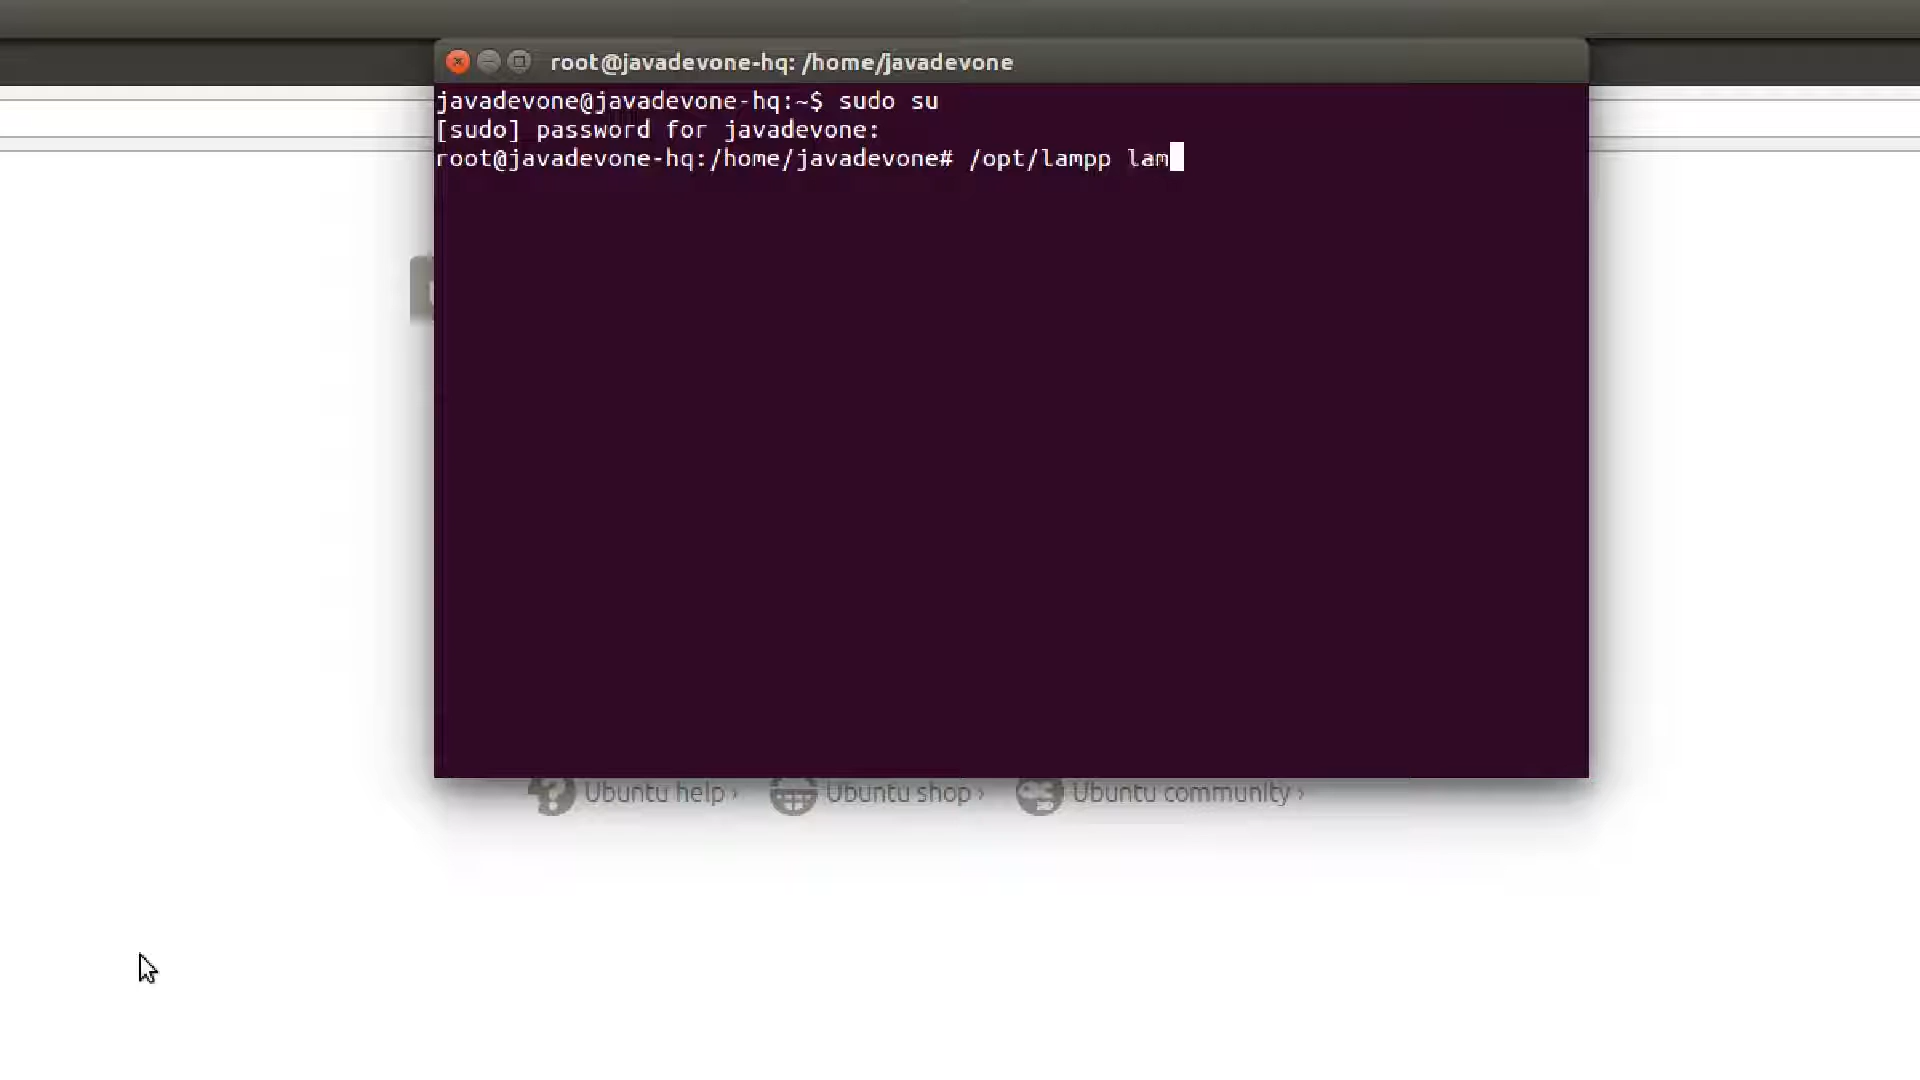 root@javadevone-hq: /home/javadevone
javadevone@javadevone-hq:~$ sudo su
[sudo] password for javadevone:
root@javadevone-hq:/home/javadevone# /opt/lampp lam
Ubuntu help › Ubuntu shop › Ubuntu community ›